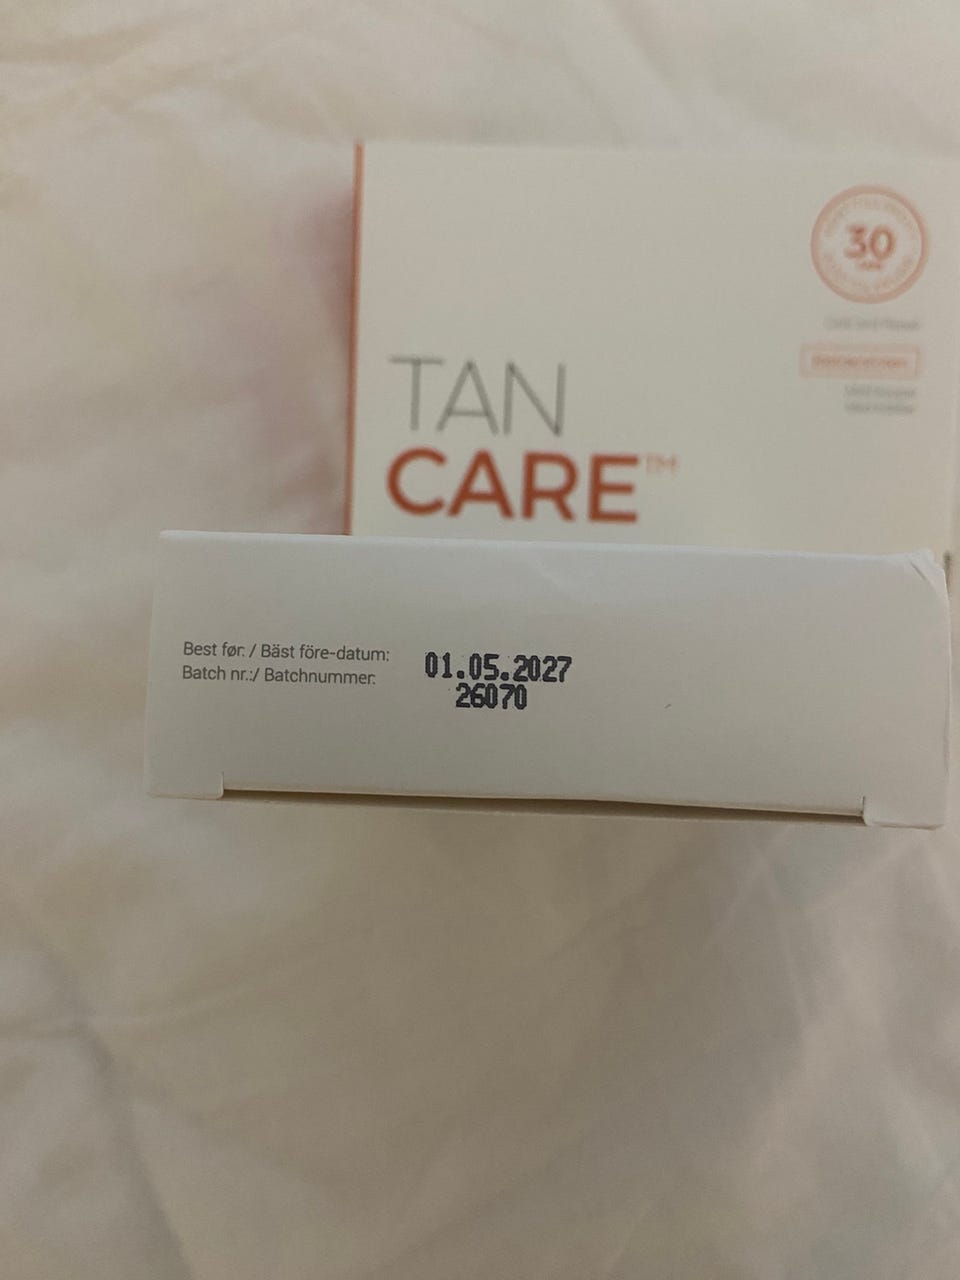 30
TAN
CARE™
Best før: / Bäst före-datum:
01.05.2027
Batch nr.:/ Batchnummer:
26070